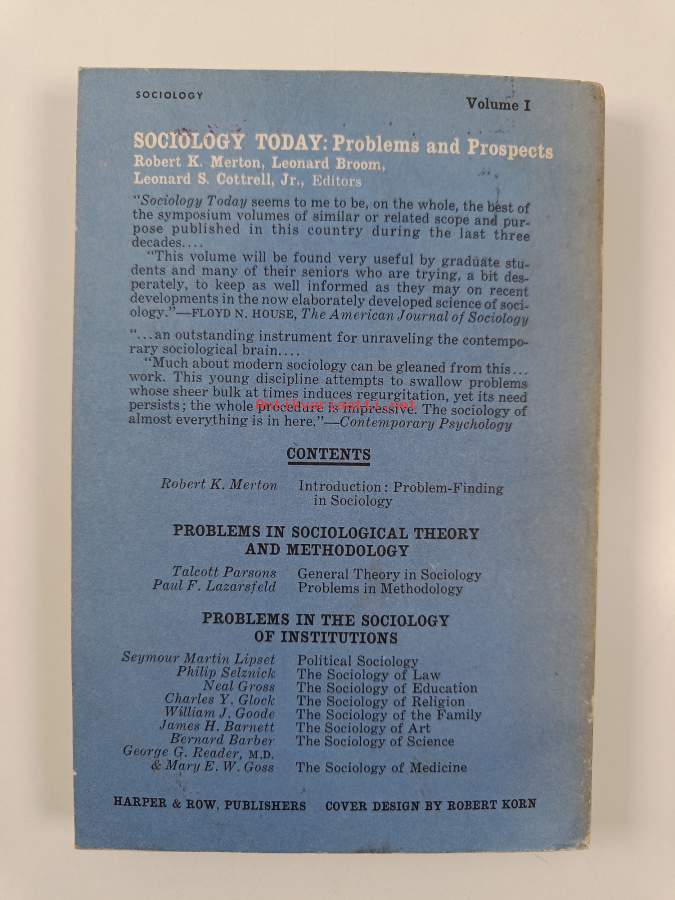 SOCIOLOGY
Volume I
SOCIOLOGY TODAY: Problems and Prospects
Robert K. Merton, Leonard Broom,
Leonard S. Cottrell, Jr., Editors
"Sociology Today seems to me to be, on the whole, the best of
the symposium volumes of similar or related scope and pur-
pose published in this country during the last three
decades....
"This volume will be found very useful by graduate stu-
dents and many of their seniors who are trying, a bit des-
perately, to keep as well informed as they may on recent
developments in the now elaborately developed science of soci-
ology."—FLOYD N. HOUSE, The American Journal of Sociology
"...an outstanding instrument for unraveling the contempo-
rary sociological brain....
"Much about modern sociology can be gleaned from this...
work. This young discipline attempts to swallow problems
whose sheer bulk at times induces regurgitation, yet its need
persists; the whole procedure is impressive. The sociology of
almost everything is in here."—Contemporary Psychology
CONTENTS
Robert K. Merton Introduction: Problem-Finding
in Sociology
PROBLEMS IN SOCIOLOGICAL THEORY
AND METHODOLOGY
Talcott Parsons General Theory in Sociology
Paul F. Lazarsfeld Problems in Methodology
PROBLEMS IN THE SOCIOLOGY
OF INSTITUTIONS
Seymour Martin Lipset Political Sociology
Philip Selznick The Sociology of Law
Neal Gross The Sociology of Education
Charles Y. Glock The Sociology of Religion
William J. Goode The Sociology of the Family
James H. Barnett The Sociology of Art
Bernard Barber The Sociology of Science
George G. Reader, M.D.
& Mary E. W. Goss The Sociology of Medicine
HARPER & ROW, PUBLISHERS COVER DESIGN BY ROBERT KORN